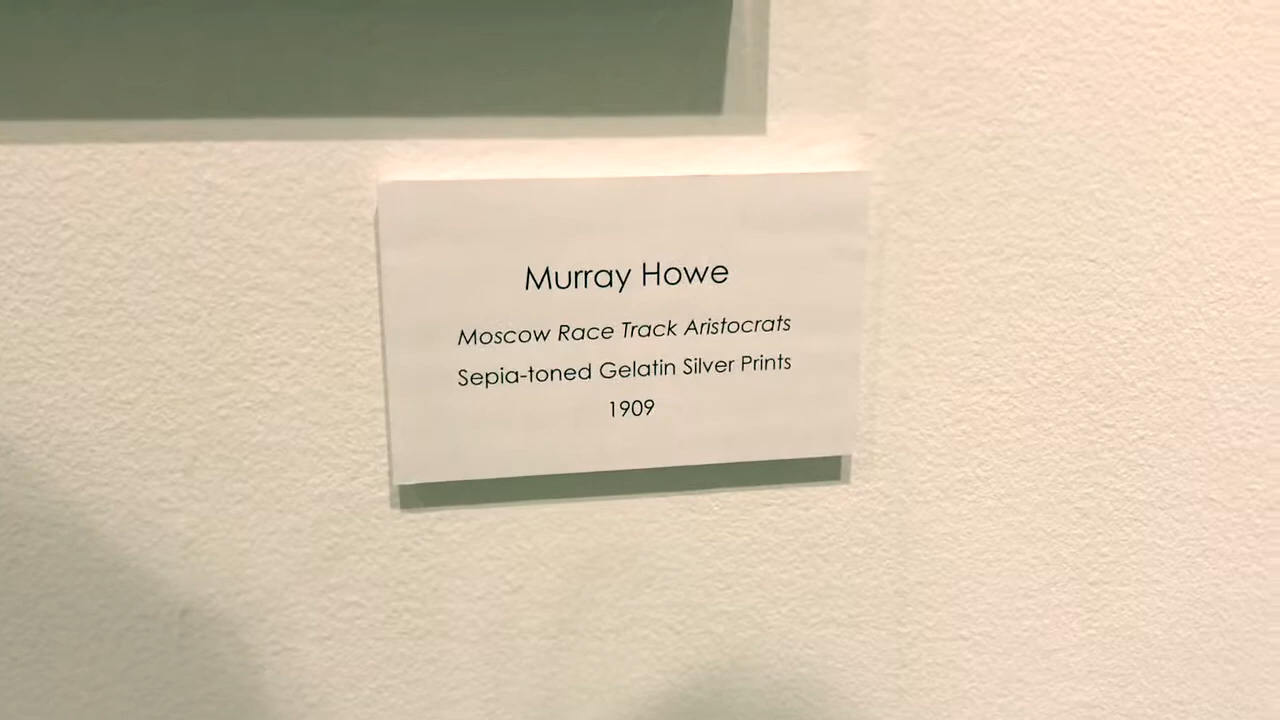 Murray Howe
Moscow Race Track Aristocrats
Sepia-toned Gelatin Silver Prints
1909